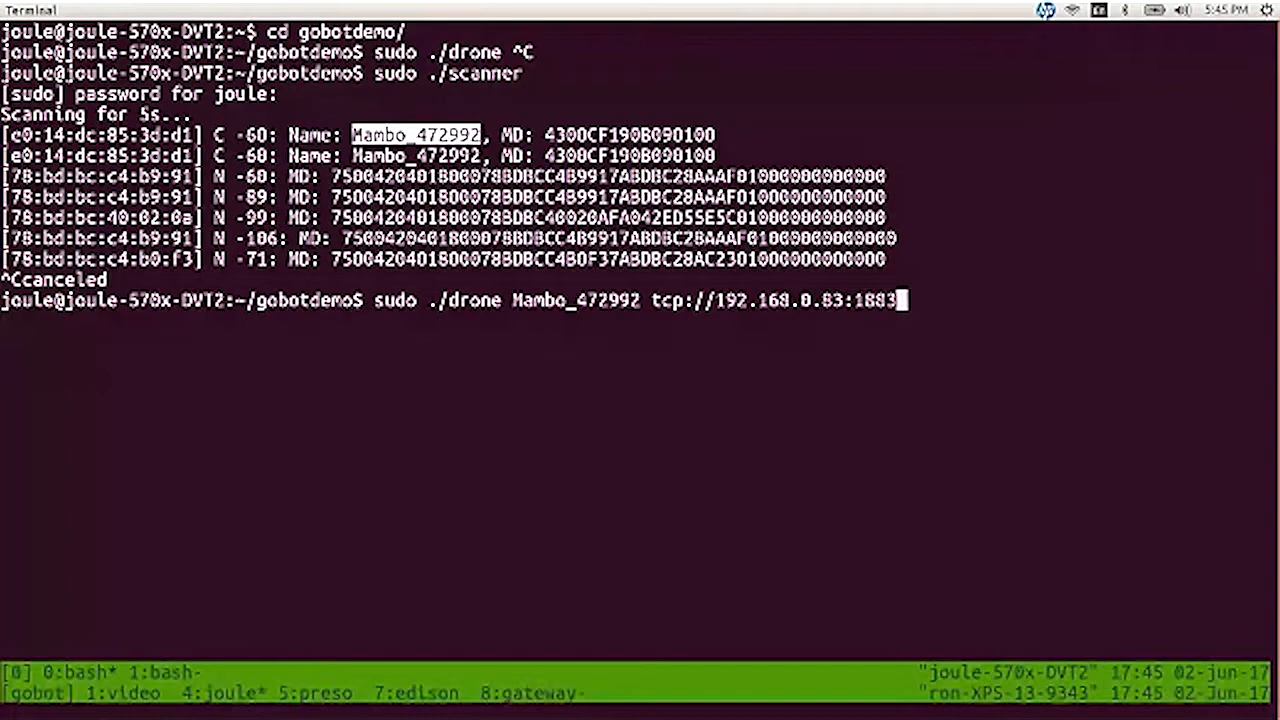 Terminal
5:45 PM
joule@joule-570x-DVT2:~$ cd gobotdemo/
joule@joule-570x-DVT2:~/gobotdemo$ sudo ./drone ^C
joule@joule-570x-DVT2:~/gobotdemo$ sudo ./scanner
[sudo] password for joule:
Scanning for 5s...
[e0:14:dc:85:3d:d1] C -60: Name: Mambo_472992, MD: 4300CF190B090100
[e0:14:dc:85:3d:d1] C -60: Name: Mambo_472992, MD: 4300CF190B090100
[78:bd:bc:c4:b9:91] N -60: MD: 7500420401800078BDBCC4B9917ABDBC28AAAF01000000000000
[78:bd:bc:c4:b9:91] N -89: MD: 7500420401800078BDBCC4B9917ABDBC28AAAF01000000000000
[78:bd:bc:40:02:0a] N -99: MD: 7500420401800078BDBC40020AFA042ED55E5C01000000000000
[78:bd:bc:c4:b9:91] N -106: MD: 7500420401800078BDBCC4B9917ABDBC28AAAF01000000000000
[78:bd:bc:c4:b0:f3] N -71: MD: 7500420401800078BDBCC4B0F37ABDBC28AC2301000000000000
^Ccanceled
joule@joule-570x-DVT2:~/gobotdemo$ sudo ./drone Mambo_472992 tcp://192.168.0.83:1883
[0] 0:bash* 1:bash- "joule-570x-DVT2" 17:45 02-Jun-17
[gobot] 1:video 4:joule* 5:preso 7:edison 8:gateway- "ron-XPS-13-9343" 17:45 02-Jun-17